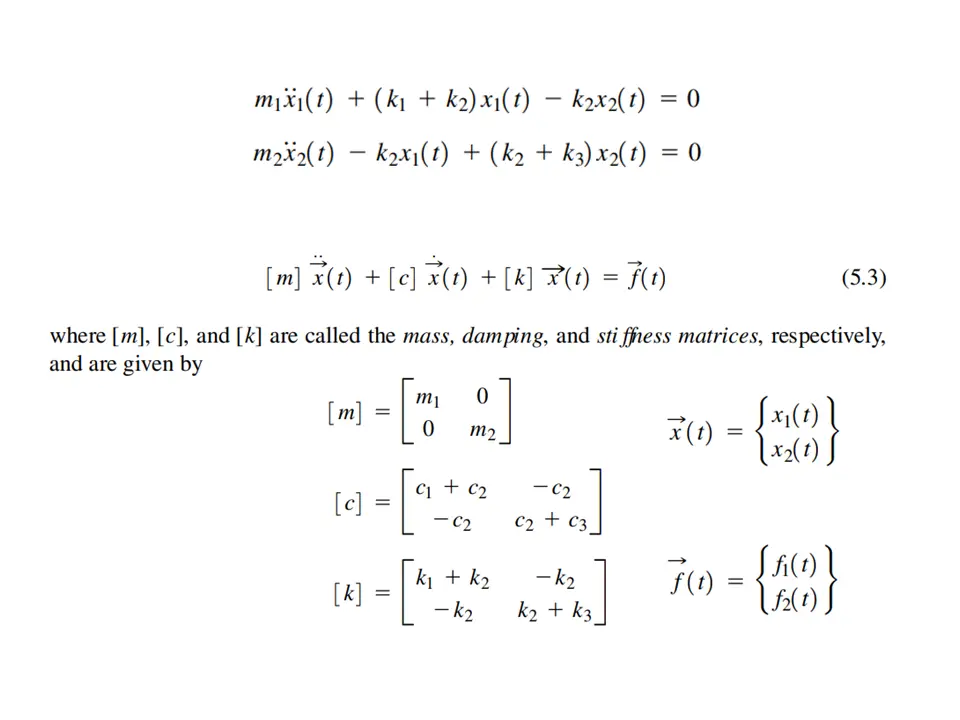 m₁ẍ₁(t) + (k₁ + k₂)x₁(t) − k₂x₂(t) = 0
m₂ẍ₂(t) − k₂x₁(t) + (k₂ + k₃)x₂(t) = 0
[m] ẍ⃗(t) + [c] ẋ⃗(t) + [k] x⃗(t) = f⃗(t) (5.3)
where [m], [c], and [k] are called the mass, damping, and stiffness matrices, respectively,
and are given by
[m] = [m₁ 0
0 m₂]
x⃗(t) = {x₁(t)
x₂(t)}
[c] = [c₁ + c₂ −c₂
−c₂ c₂ + c₃]
[k] = [k₁ + k₂ −k₂
−k₂ k₂ + k₃]
f⃗(t) = {f₁(t)
f₂(t)}